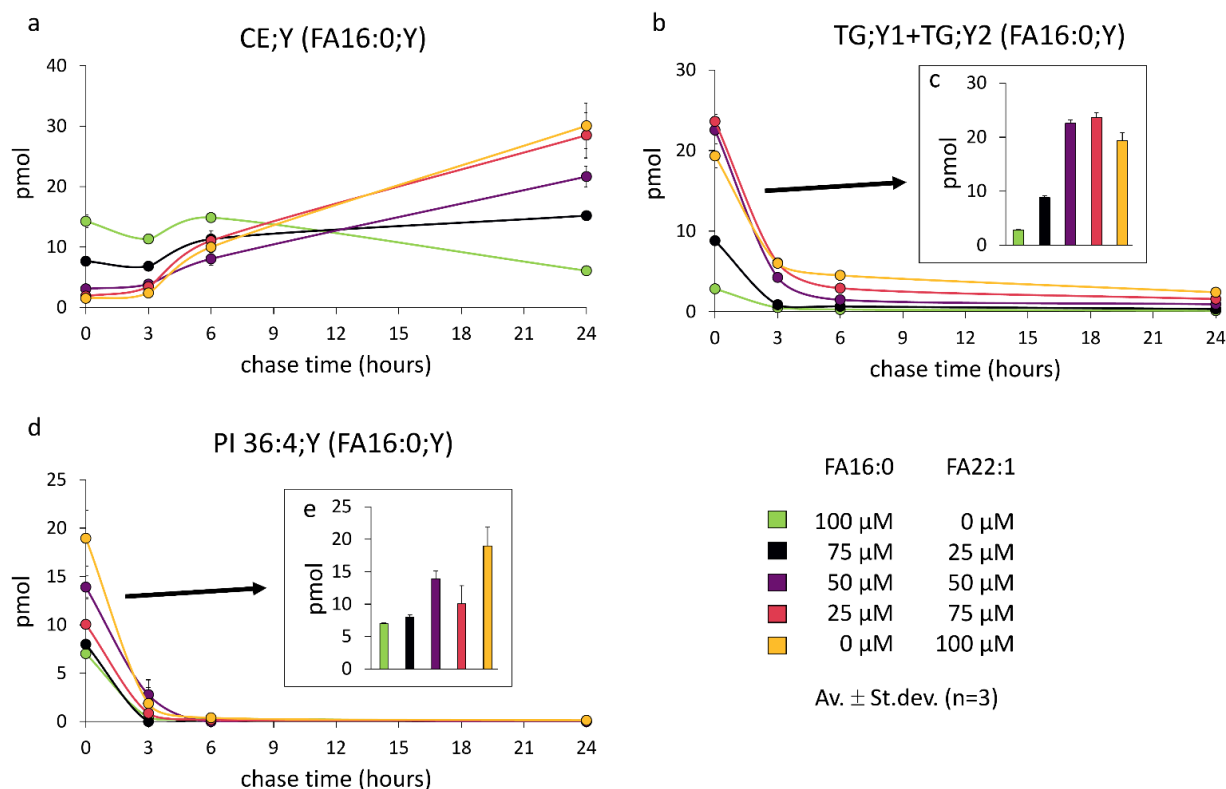 a
CE;Y (FA16:0;Y)
40
30
20
10
0
pmol
0 3 6 9 12 15 18 21 24
chase time (hours)
b
TG;Y1+TG;Y2 (FA16:0;Y)
30
20
10
0
pmol
0 3 6 9 12 15 18 21 24
chase time (hours)
c
30
20
10
0
pmol
d
PI 36:4;Y (FA16:0;Y)
25
20
15
10
5
0
pmol
0 3 6 9 12 15 18 21 24
chase time (hours)
e
25
20
15
10
5
0
pmol
FA16:0 FA22:1
100 µM 0 µM
75 µM 25 µM
50 µM 50 µM
25 µM 75 µM
0 µM 100 µM
Av. ± St.dev. (n=3)